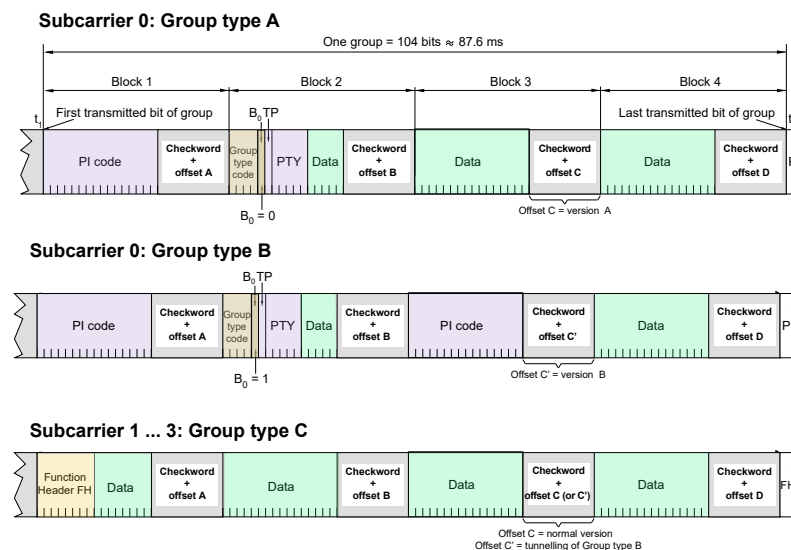 Subcarrier 0: Group type A
One group = 104 bits ≈ 87.6 ms
Block 1 Block 2 Block 3 Block 4
t₁ First transmitted bit of group B₀ TP Last transmitted bit of group t
PI code Checkword + offset A Group type code PTY Data Checkword + offset B Data Checkword + offset C Data Checkword + offset D
B₀ = 0 Offset C = version A
Subcarrier 0: Group type B
B₀ TP
PI code Checkword + offset A Group type code PTY Data Checkword + offset B PI code Checkword + offset C' Data Checkword + offset D P
B₀ = 1 Offset C' = version B
Subcarrier 1 ... 3: Group type C
Function Header FH Data Checkword + offset A Data Checkword + offset B Data Checkword + offset C (or C') Data Checkword + offset D FH
Offset C = normal version
Offset C' = tunnelling of Group type B